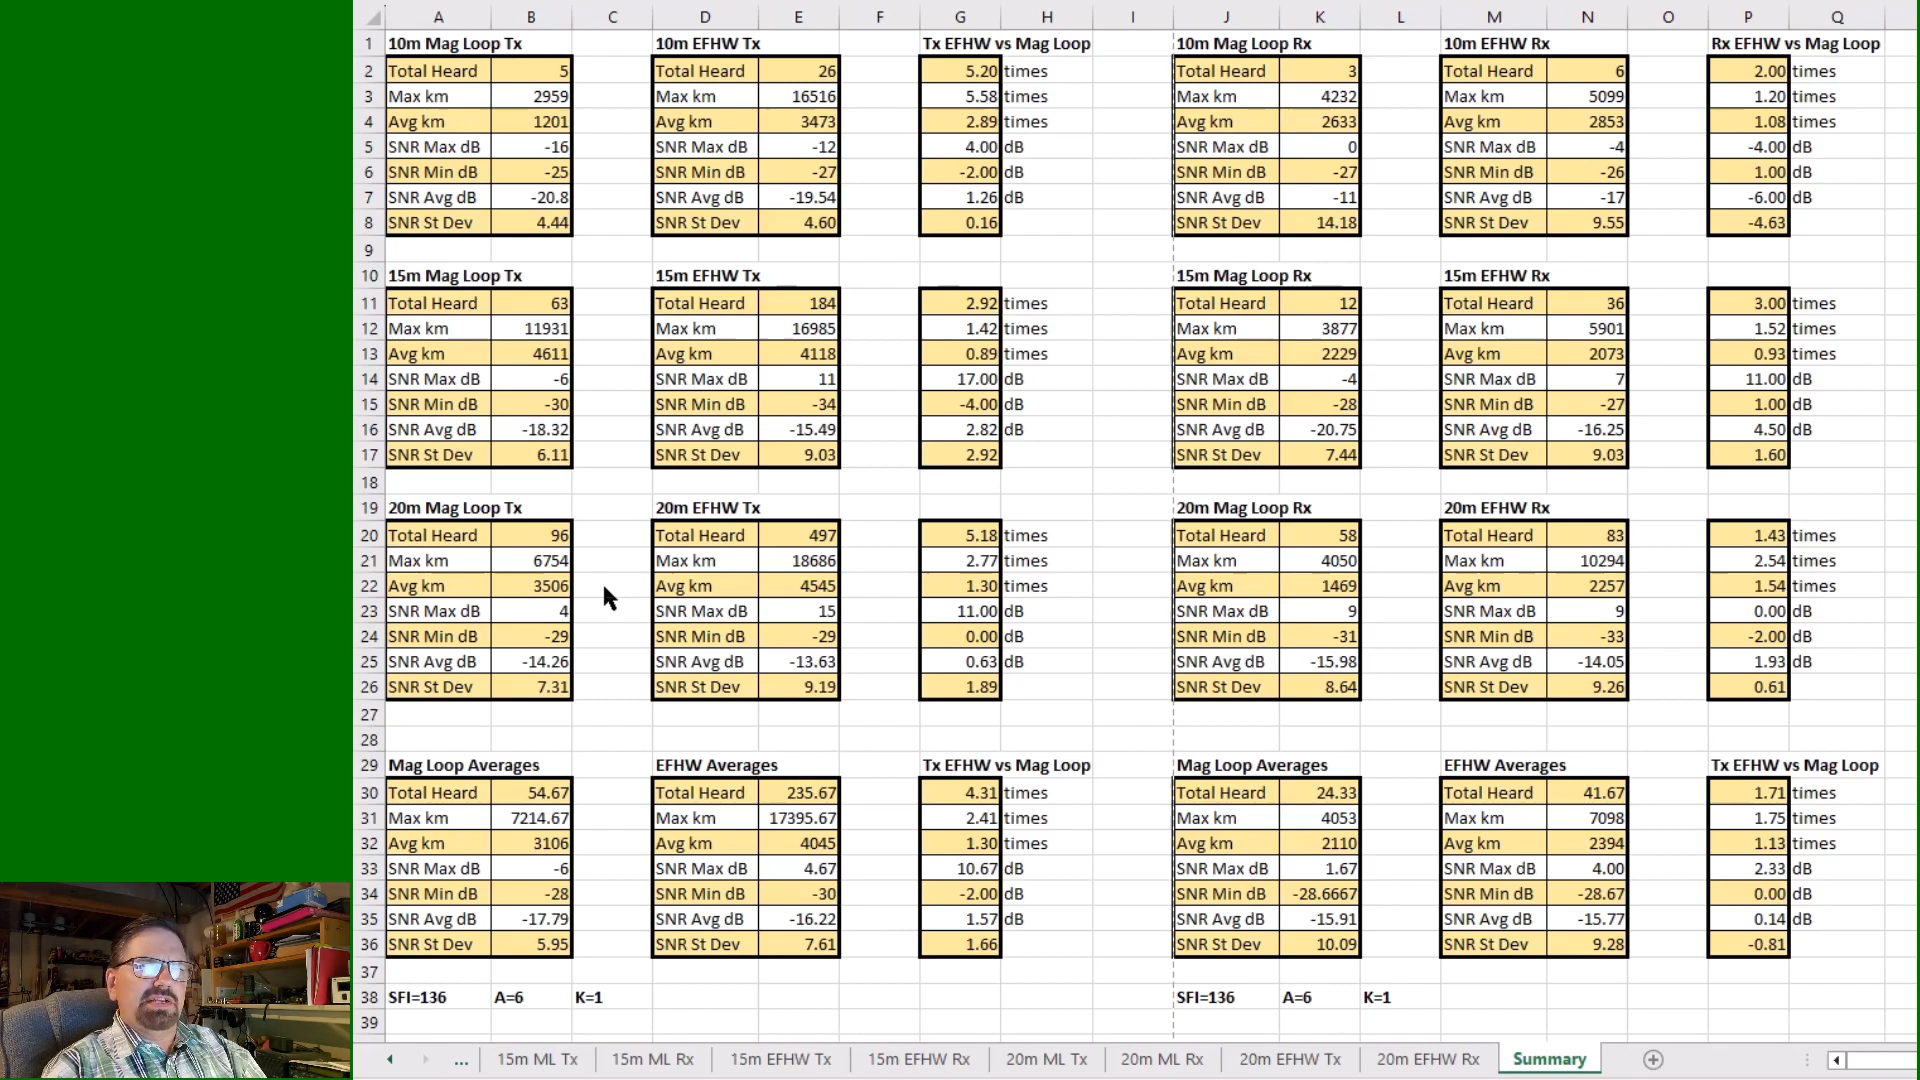 A B C D E F G H I J K L M N O P Q
1 10m Mag Loop Tx 10m EFHW Tx Tx EFHW vs Mag Loop 10m Mag Loop Rx 10m EFHW Rx Rx EFHW vs Mag Loop
2 Total Heard 5 Total Heard 26 5.20 times Total Heard 3 Total Heard 6 2.00 times
3 Max km 2959 Max km 16516 5.58 times Max km 4232 Max km 5099 1.20 times
4 Avg km 1201 Avg km 3473 2.89 times Avg km 2633 Avg km 2853 1.08 times
5 SNR Max dB -16 SNR Max dB -12 4.00 dB SNR Max dB 0 SNR Max dB -4 -4.00 dB
6 SNR Min dB -25 SNR Min dB -27 -2.00 dB SNR Min dB -27 SNR Min dB -26 1.00 dB
7 SNR Avg dB -20.8 SNR Avg dB -19.54 1.26 dB SNR Avg dB -11 SNR Avg dB -17 -6.00 dB
8 SNR St Dev 4.44 SNR St Dev 4.60 0.16 SNR St Dev 14.18 SNR St Dev 9.55 -4.63
9
10 15m Mag Loop Tx 15m EFHW Tx 15m Mag Loop Rx 15m EFHW Rx
11 Total Heard 63 Total Heard 184 2.92 times Total Heard 12 Total Heard 36 3.00 times
12 Max km 11931 Max km 16985 1.42 times Max km 3877 Max km 5901 1.52 times
13 Avg km 4611 Avg km 4118 0.89 times Avg km 2229 Avg km 2073 0.93 times
14 SNR Max dB -6 SNR Max dB 11 17.00 dB SNR Max dB -4 SNR Max dB 7 11.00 dB
15 SNR Min dB -30 SNR Min dB -34 -4.00 dB SNR Min dB -28 SNR Min dB -27 1.00 dB
16 SNR Avg dB -18.32 SNR Avg dB -15.49 2.82 dB SNR Avg dB -20.75 SNR Avg dB -16.25 4.50 dB
17 SNR St Dev 6.11 SNR St Dev 9.03 2.92 SNR St Dev 7.44 SNR St Dev 9.03 1.60
18
19 20m Mag Loop Tx 20m EFHW Tx 20m Mag Loop Rx 20m EFHW Rx
20 Total Heard 96 Total Heard 497 5.18 times Total Heard 58 Total Heard 83 1.43 times
21 Max km 6754 Max km 18686 2.77 times Max km 4050 Max km 10294 2.54 times
22 Avg km 3506 Avg km 4545 1.30 times Avg km 1469 Avg km 2257 1.54 times
23 SNR Max dB 4 SNR Max dB 15 11.00 dB SNR Max dB 9 SNR Max dB 9 0.00 dB
24 SNR Min dB -29 SNR Min dB -29 0.00 dB SNR Min dB -31 SNR Min dB -33 -2.00 dB
25 SNR Avg dB -14.26 SNR Avg dB -13.63 0.63 dB SNR Avg dB -15.98 SNR Avg dB -14.05 1.93 dB
26 SNR St Dev 7.31 SNR St Dev 9.19 1.89 SNR St Dev 8.64 SNR St Dev 9.26 0.61
27
28
29 Mag Loop Averages EFHW Averages Tx EFHW vs Mag Loop Mag Loop Averages EFHW Averages Tx EFHW vs Mag Loop
30 Total Heard 54.67 Total Heard 235.67 4.31 times Total Heard 24.33 Total Heard 41.67 1.71 times
31 Max km 7214.67 Max km 17395.67 2.41 times Max km 4053 Max km 7098 1.75 times
32 Avg km 3106 Avg km 4045 1.30 times Avg km 2110 Avg km 2394 1.13 times
33 SNR Max dB -6 SNR Max dB 4.67 10.67 dB SNR Max dB 1.67 SNR Max dB 4.00 2.33 dB
34 SNR Min dB -28 SNR Min dB -30 -2.00 dB SNR Min dB -28.6667 SNR Min dB -28.67 0.00 dB
35 SNR Avg dB -17.79 SNR Avg dB -16.22 1.57 dB SNR Avg dB -15.91 SNR Avg dB -15.77 0.14 dB
36 SNR St Dev 5.95 SNR St Dev 7.61 1.66 SNR St Dev 10.09 SNR St Dev 9.28 -0.81
37
38 SFI=136 A=6 K=1 SFI=136 A=6 K=1
39
... 15m ML Tx 15m ML Rx 15m EFHW Tx 15m EFHW Rx 20m ML Tx 20m ML Rx 20m EFHW Tx 20m EFHW Rx Summary